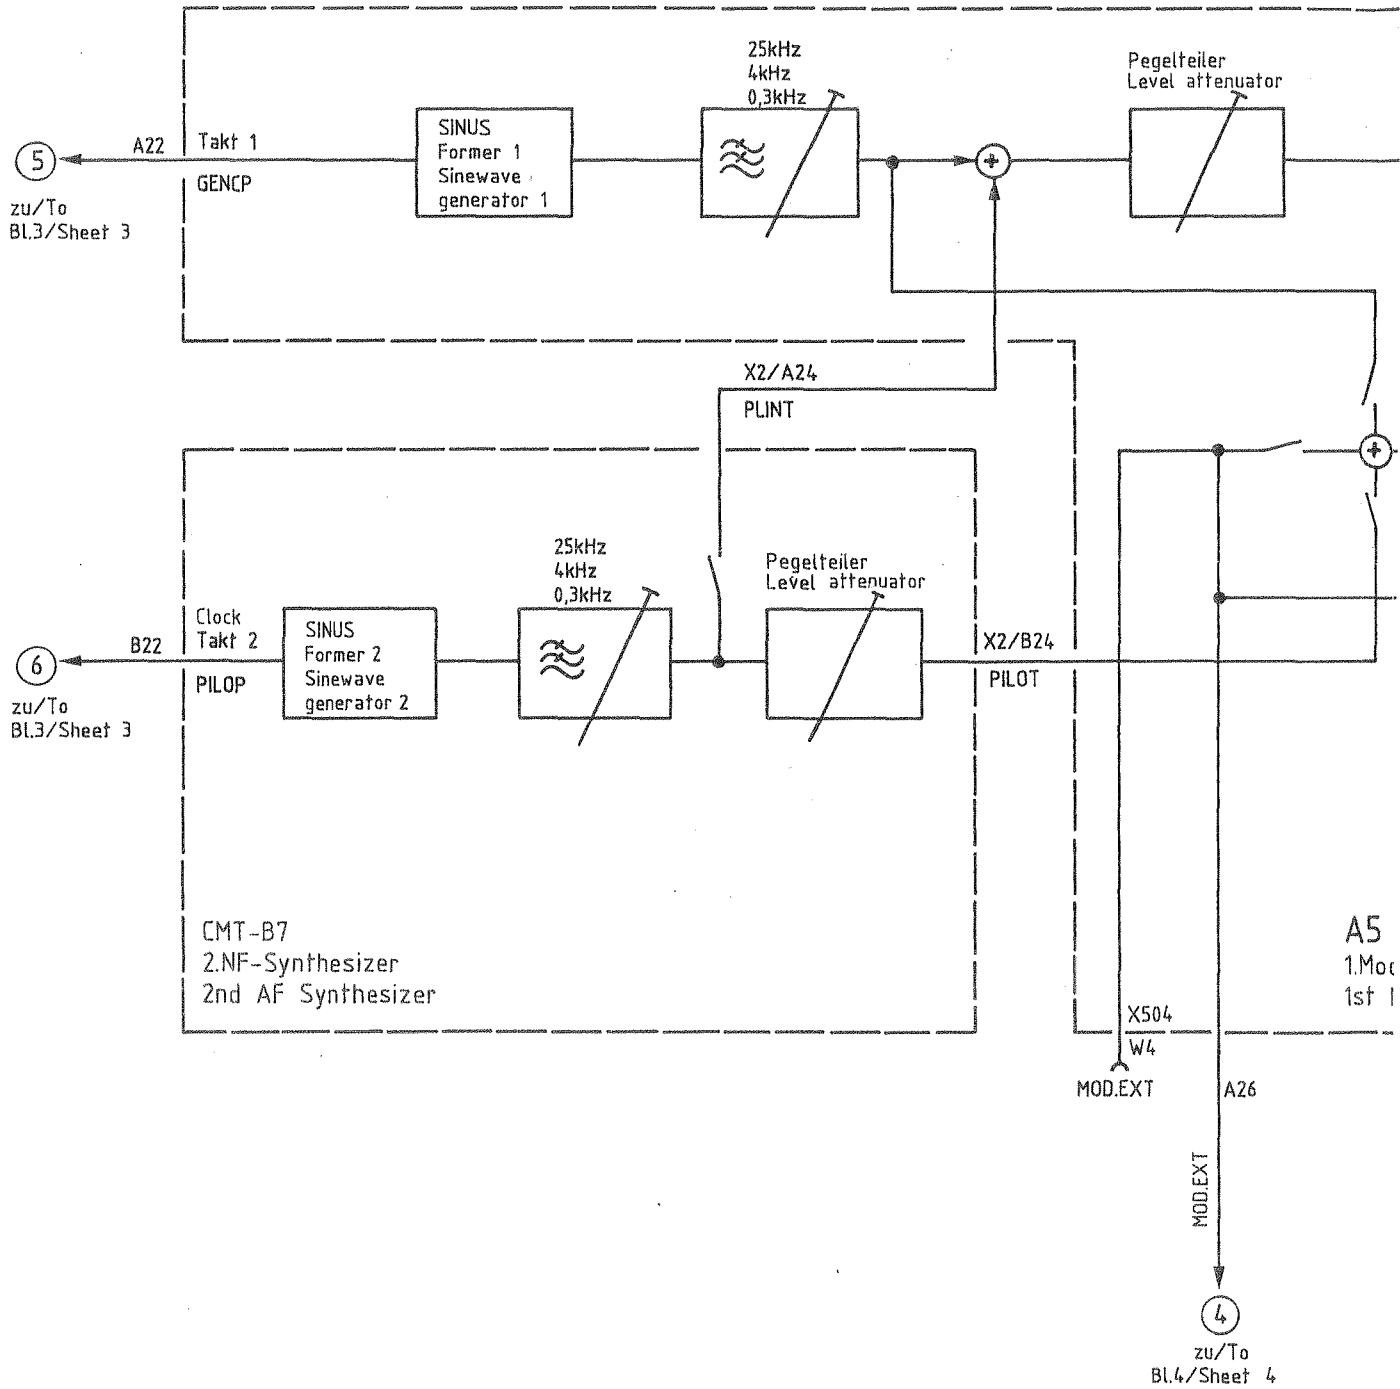 25kHz
4kHz
0,3kHz
Pegelteiler
Level attenuator
5
A22
Takt 1
GENCP
zu/To
Bl.3/Sheet 3
SINUS
Former 1
Sinewave
generator 1
+
X2/A24
PLINT
+
25kHz
4kHz
0,3kHz
Pegelteiler
Level attenuator
6
B22
Clock
Takt 2
PILOP
zu/To
Bl.3/Sheet 3
SINUS
Former 2
Sinewave
generator 2
X2/B24
PILOT
CMT-B7
2.NF-Synthesizer
2nd AF Synthesizer
A5
1.Mod
1st
X504
W4
MOD.EXT
A26
MOD.EXT
4
zu/To
Bl.4/Sheet 4